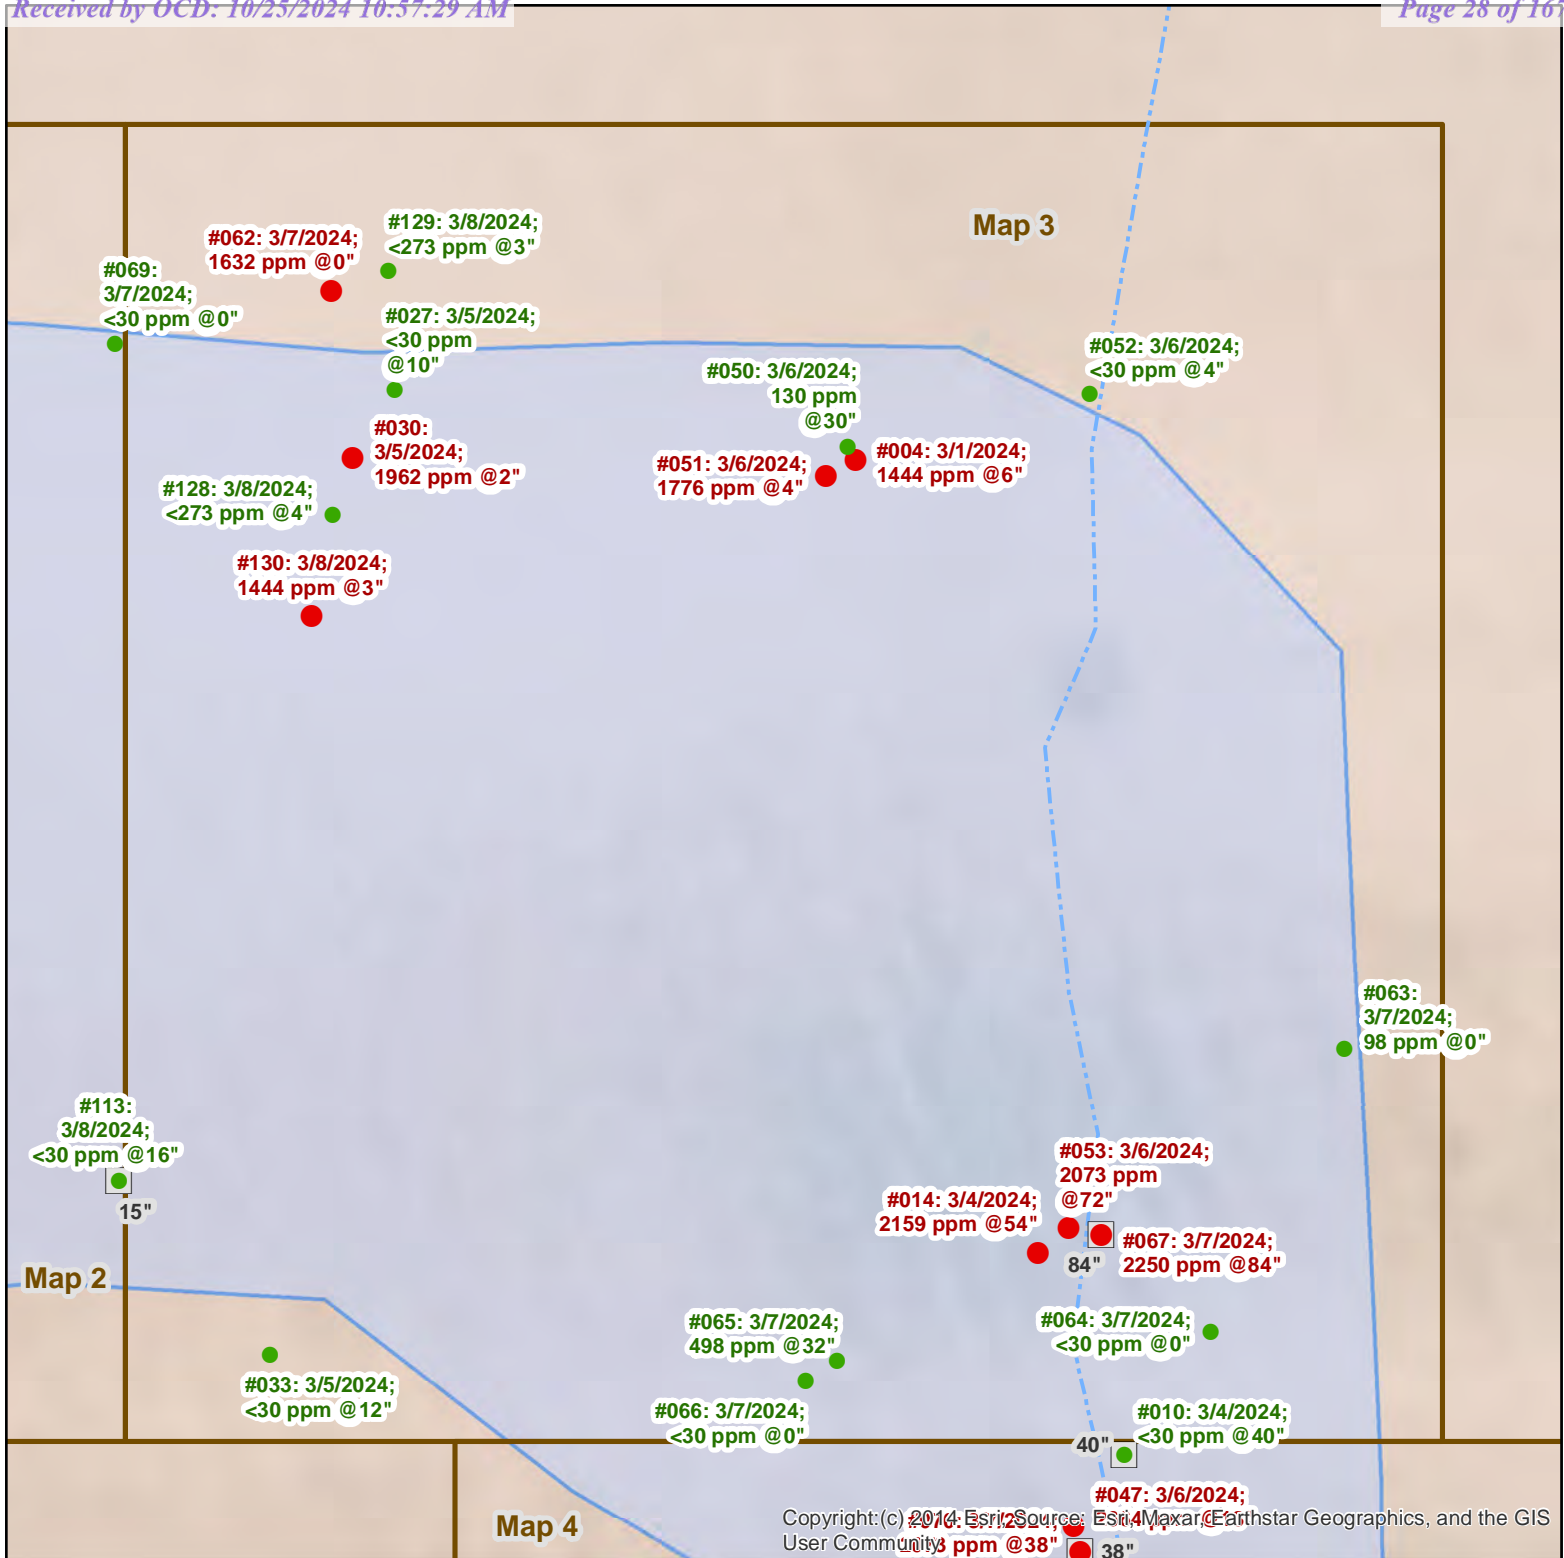 Received by OCD: 10/25/2024 10:57:29 AM
Page 28 of 167
Map 3
#129: 3/8/2024;
<273 ppm @3"
#062: 3/7/2024;
1632 ppm @0"
#069:
3/7/2024;
<30 ppm @0"
#027: 3/5/2024;
<30 ppm
@10"
#052: 3/6/2024;
<30 ppm @4"
#050: 3/6/2024;
130 ppm
@30"
#030:
3/5/2024;
1962 ppm @2"
#051: 3/6/2024;
1776 ppm @4"
#004: 3/1/2024;
1444 ppm @6"
#128: 3/8/2024;
<273 ppm @4"
#130: 3/8/2024;
1444 ppm @3"
#063:
3/7/2024;
98 ppm @0"
#113:
3/8/2024;
<30 ppm @16"
15"
#053: 3/6/2024;
2073 ppm
@72"
#014: 3/4/2024;
2159 ppm @54"
#067: 3/7/2024;
2250 ppm @84"
84"
Map 2
#065: 3/7/2024;
498 ppm @32"
#064: 3/7/2024;
<30 ppm @0"
#033: 3/5/2024;
<30 ppm @12"
#066: 3/7/2024;
<30 ppm @0"
#010: 3/4/2024;
<30 ppm @40"
40"
#047: 3/6/2024;
Map 4
ppm @38"
38"
Copyright:(c) 2014 Esri, Source: Esri, Maxar, Earthstar Geographics, and the GIS
User Community